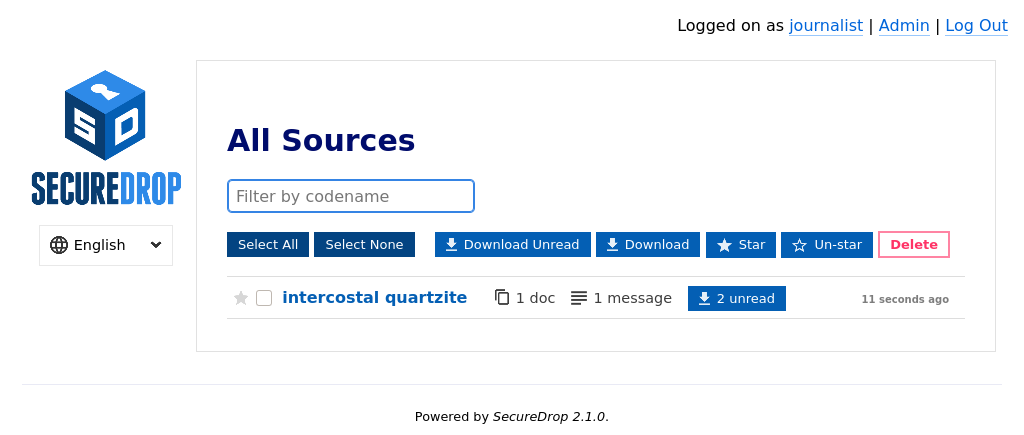 Logged on as journalist | Admin | Log Out
SD
SECUREDROP
English
All Sources
Filter by codename
Select All Select None Download Unread Download Star Un-star Delete
intercostal quartzite 1 doc 1 message 2 unread 11 seconds ago
Powered by SecureDrop 2.1.0.